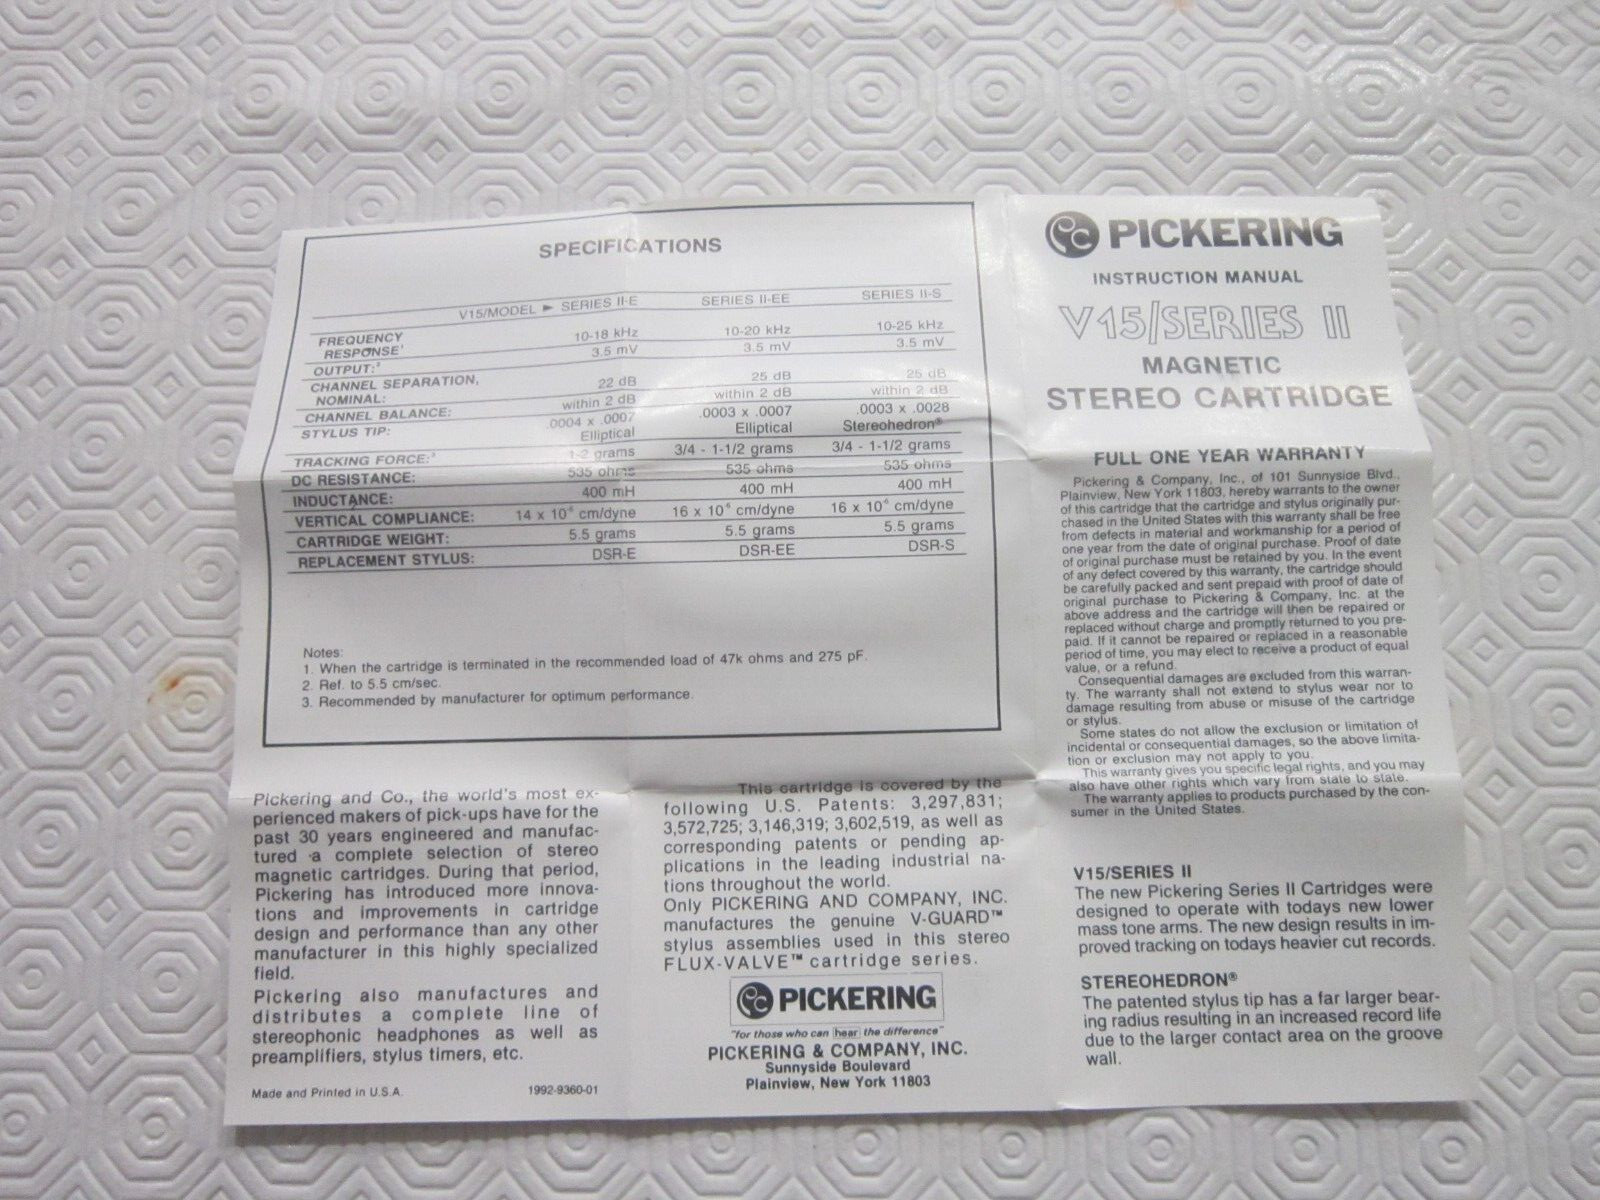 SPECIFICATIONS
V15/MODEL ► SERIES II-E SERIES II-EE SERIES II-S
FREQUENCY
RESPONSE¹ 10-18 kHz 10-20 kHz 10-25 kHz
OUTPUT:² 3.5 mV 3.5 mV 3.5 mV
CHANNEL SEPARATION,
NOMINAL: 22 dB 25 dB 25 dB
CHANNEL BALANCE: within 2 dB within 2 dB within 2 dB
STYLUS TIP: .0004 x .0007 .0003 x .0007 .0003 x .0028
Elliptical Elliptical Stereohedron®
TRACKING FORCE:³ 1-2 grams 3/4 - 1-1/2 grams 3/4 - 1-1/2 grams
DC RESISTANCE: 535 ohms 535 ohms 535 ohms
INDUCTANCE: 400 mH 400 mH 400 mH
VERTICAL COMPLIANCE: 14 x 10⁶ cm/dyne 16 x 10⁶ cm/dyne 16 x 10⁶ cm/dyne
CARTRIDGE WEIGHT: 5.5 grams 5.5 grams 5.5 grams
REPLACEMENT STYLUS: DSR-E DSR-EE DSR-S
Notes:
1. When the cartridge is terminated in the recommended load of 47k ohms and 275 pF.
2. Ref. to 5.5 cm/sec.
3. Recommended by manufacturer for optimum performance.
Pickering and Co., the world's most ex-
perienced makers of pick-ups have for the
past 30 years engineered and manufac-
tured a complete selection of stereo
magnetic cartridges. During that period,
Pickering has introduced more innova-
tions and improvements in cartridge
design and performance than any other
manufacturer in this highly specialized
field.
Pickering also manufactures and
distributes a complete line of
stereophonic headphones as well as
preamplifiers, stylus timers, etc.
Made and Printed in U.S.A. 1992-9360-01
This cartridge is covered by the
following U.S. Patents: 3,297,831;
3,572,725; 3,146,319; 3,602,519, as well as
corresponding patents or pending ap-
plications in the leading industrial na-
tions throughout the world.
Only PICKERING AND COMPANY, INC.
manufactures the genuine V-GUARD™
stylus assemblies used in this stereo
FLUX-VALVE™ cartridge series.
PC PICKERING
"for those who can hear the difference"
PICKERING & COMPANY, INC.
Sunnyside Boulevard
Plainview, New York 11803
PC PICKERING
INSTRUCTION MANUAL
V15/SERIES II
MAGNETIC
STEREO CARTRIDGE
FULL ONE YEAR WARRANTY
Pickering & Company, Inc., of 101 Sunnyside Blvd.,
Plainview, New York 11803, hereby warrants to the owner
of this cartridge that the cartridge and stylus originally pur-
chased in the United States with this warranty shall be free
from defects in material and workmanship for a period of
one year from the date of original purchase. Proof of date
of original purchase must be retained by you. In the event
of any defect covered by this warranty, the cartridge should
be carefully packed and sent prepaid with proof of date of
original purchase to Pickering & Company, Inc. at the
above address and the cartridge will then be repaired or
replaced without charge and promptly returned to you pre-
paid. If it cannot be repaired or replaced in a reasonable
period of time, you may elect to receive a product of equal
value, or a refund.
Consequential damages are excluded from this warran-
ty. The warranty shall not extend to stylus wear nor to
damage resulting from abuse or misuse of the cartridge
or stylus.
Some states do not allow the exclusion or limitation of
incidental or consequential damages, so the above limita-
tion or exclusion may not apply to you.
This warranty gives you specific legal rights, and you may
also have other rights which vary from state to state.
The warranty applies to products purchased by the con-
sumer in the United States.
V15/SERIES II
The new Pickering Series II Cartridges were
designed to operate with todays new lower
mass tone arms. The new design results in im-
proved tracking on todays heavier cut records.
STEREOHEDRON®
The patented stylus tip has a far larger bear-
ing radius resulting in an increased record life
due to the larger contact area on the groove
wall.